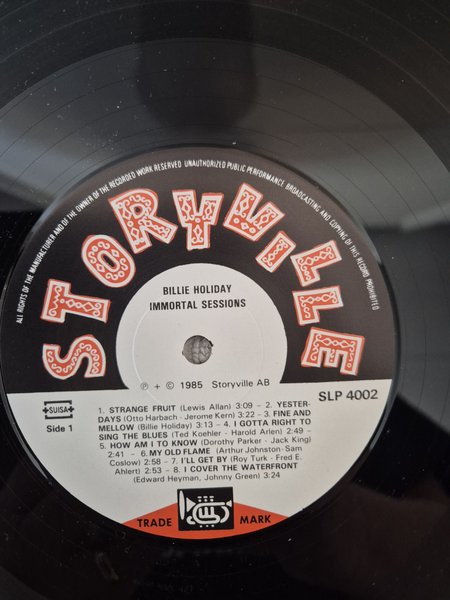 ALL RIGHTS OF THE MANUFACTURER AND OF THE OWNER OF THE RECORDED WORK RESERVED UNAUTHORIZED PUBLIC PERFORMANCE BROADCASTING AND COPYING OF THIS RECORD PROHIBITED
STORYVILLE
BILLIE HOLIDAY
IMMORTAL SESSIONS
℗ + © 1985 Storyville AB
SUISA
SLP 4002
Side 1
1. STRANGE FRUIT (Lewis Allan) 3:09 – 2. YESTER-
DAYS (Otto Harbach - Jerome Kern) 3:22 – 3. FINE AND
MELLOW (Billie Holiday) 3:13 – 4. I GOTTA RIGHT TO
SING THE BLUES (Ted Koehler - Harold Arlen) 2:49 –
5. HOW AM I TO KNOW (Dorothy Parker - Jack King)
2:41 – 6. MY OLD FLAME (Arthur Johnston - Sam
Coslow) 2:58 – 7. I'LL GET BY (Roy Turk - Fred E.
Ahlert) 2:53 – 8. I COVER THE WATERFRONT
(Edward Heyman, Johnny Green) 3:24
TRADE MARK